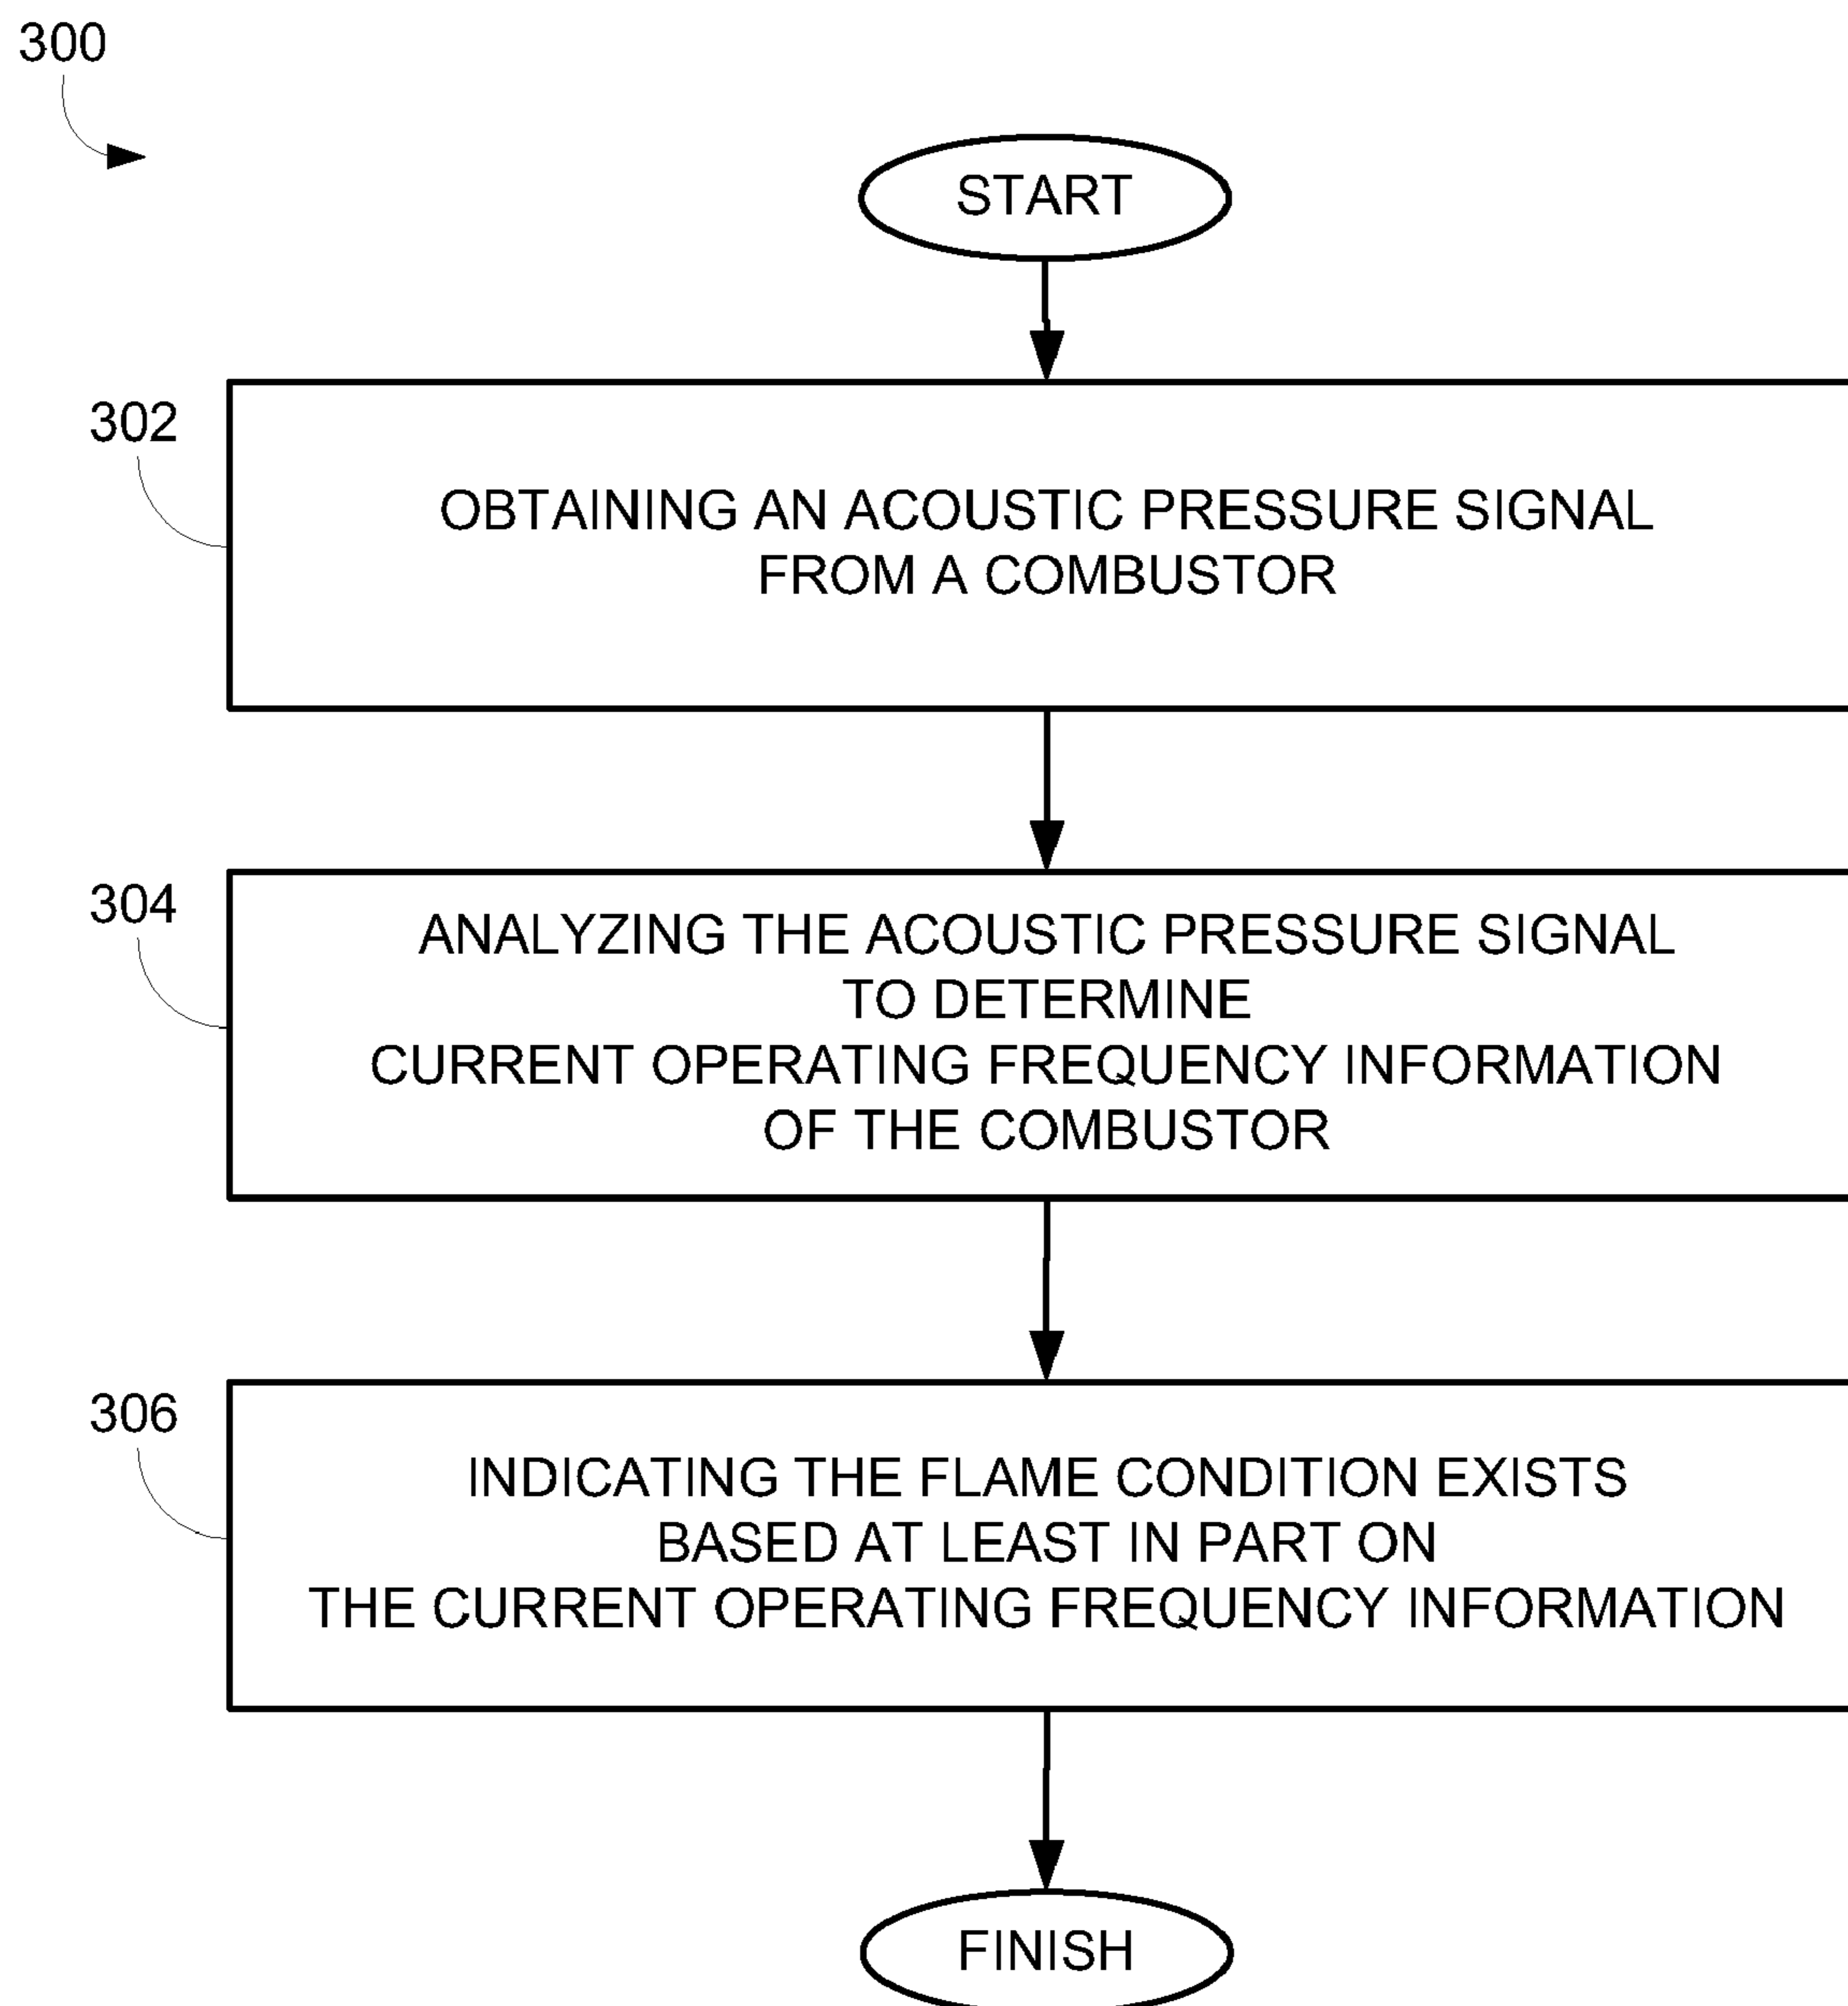 300
START
302
OBTAINING AN ACOUSTIC PRESSURE SIGNAL
FROM A COMBUSTOR
304
ANALYZING THE ACOUSTIC PRESSURE SIGNAL
TO DETERMINE
CURRENT OPERATING FREQUENCY INFORMATION
OF THE COMBUSTOR
306
INDICATING THE FLAME CONDITION EXISTS
BASED AT LEAST IN PART ON
THE CURRENT OPERATING FREQUENCY INFORMATION
FINISH